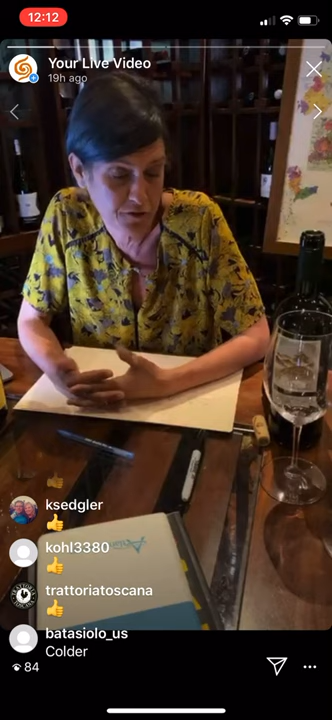 12:12
Your Live Video
19h ago
ksedgler
👍
kohl3380
👍
trattoriatoscana
👍
batasiolo_us
Colder
84